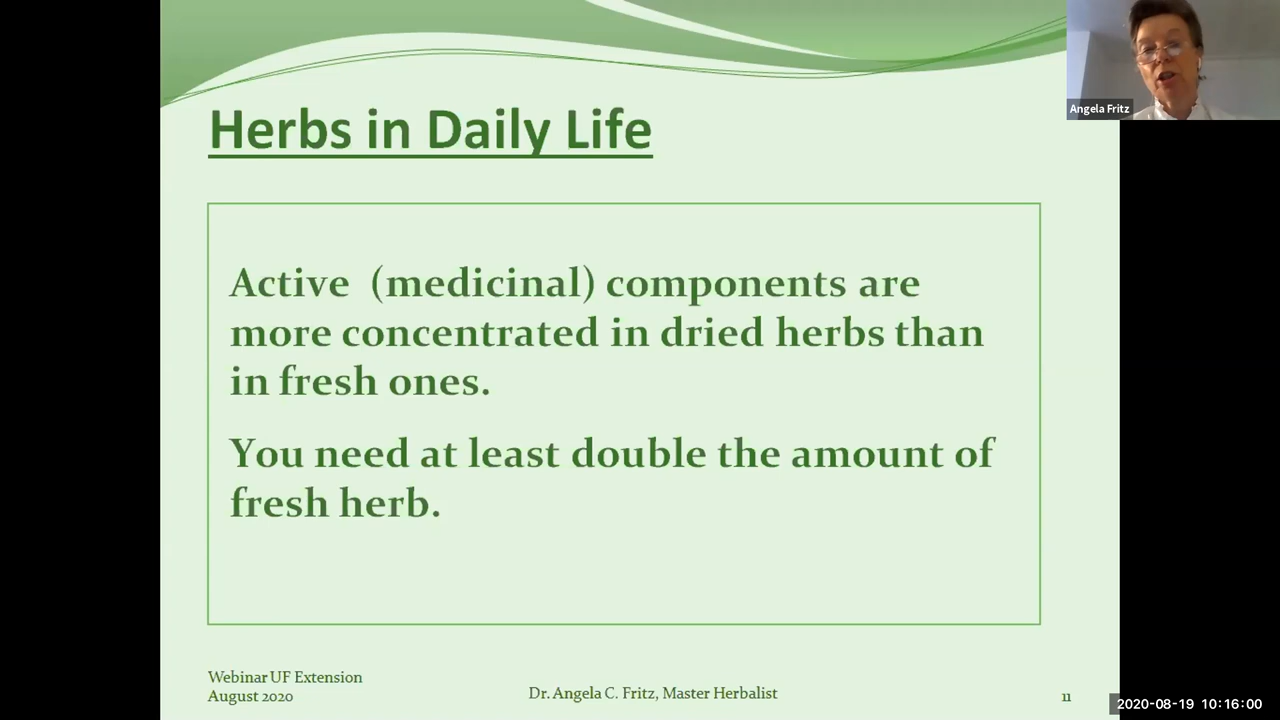 Angela Fritz
Herbs in Daily Life
Active (medicinal) components are
more concentrated in dried herbs than
in fresh ones.
You need at least double the amount of
fresh herb.
Webinar UF Extension
August 2020
Dr. Angela C. Fritz, Master Herbalist
11
2020-08-19 10:16:00